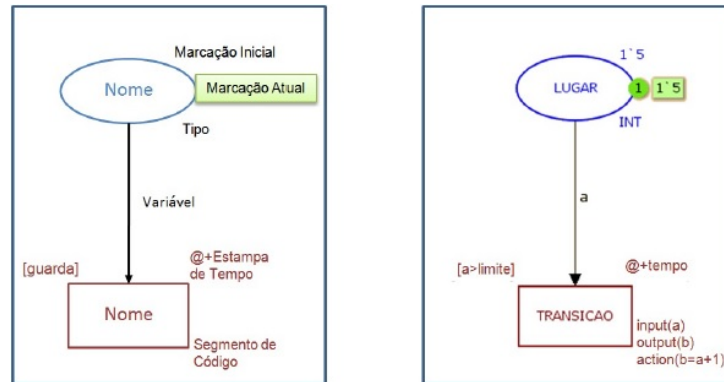 Marcação Inicial
Nome
Marcação Atual
Tipo
Variável
[guarda]
@+Estampa
de Tempo
Nome
Segmento de
Código
1`5
LUGAR
1
1`5
INT
a
[a>limite]
@+tempo
TRANSICAO
input(a)
output(b)
action(b=a+1)